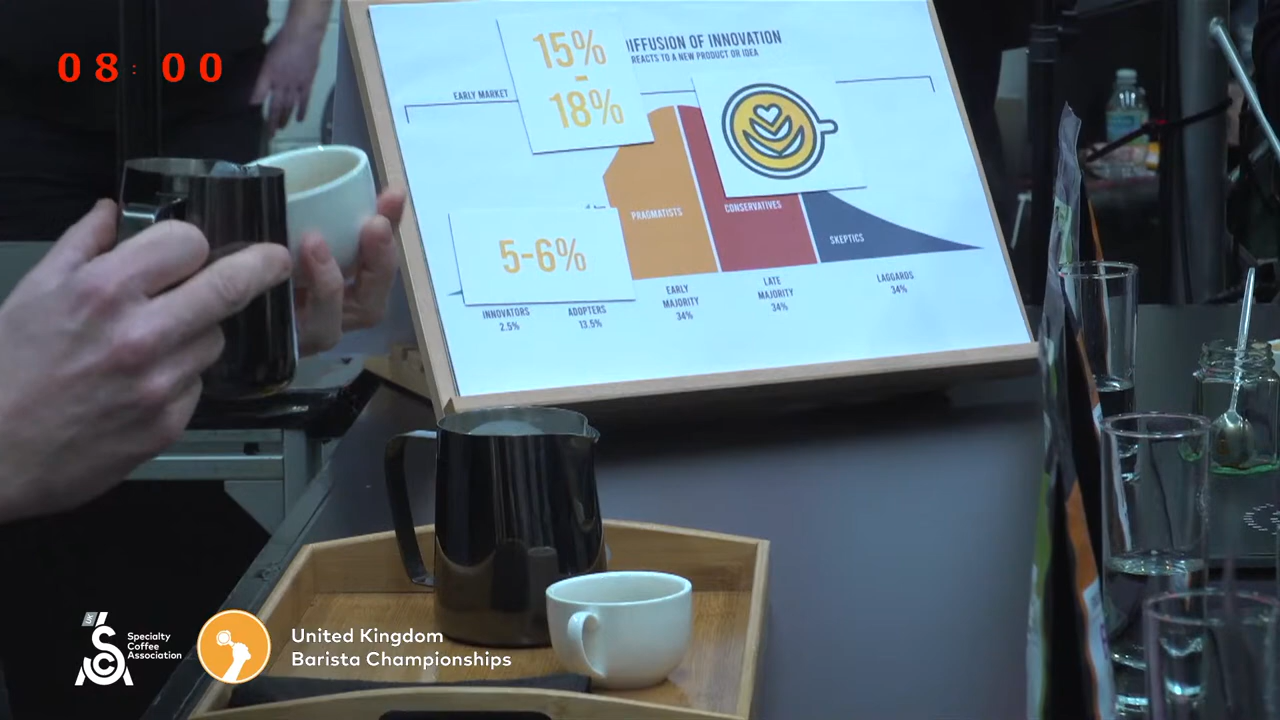 08:00
15%
-
18%
DIFFUSION OF INNOVATION
REACTS TO A NEW PRODUCT OR IDEA
EARLY MARKET
PRAGMATISTS
CONSERVATIVES
SKEPTICS
5-6%
INNOVATORS
2.5%
ADOPTERS
13.5%
EARLY
MAJORITY
34%
LATE
MAJORITY
34%
LAGGARDS
34%
Specialty
Coffee
Association
United Kingdom
Barista Championships